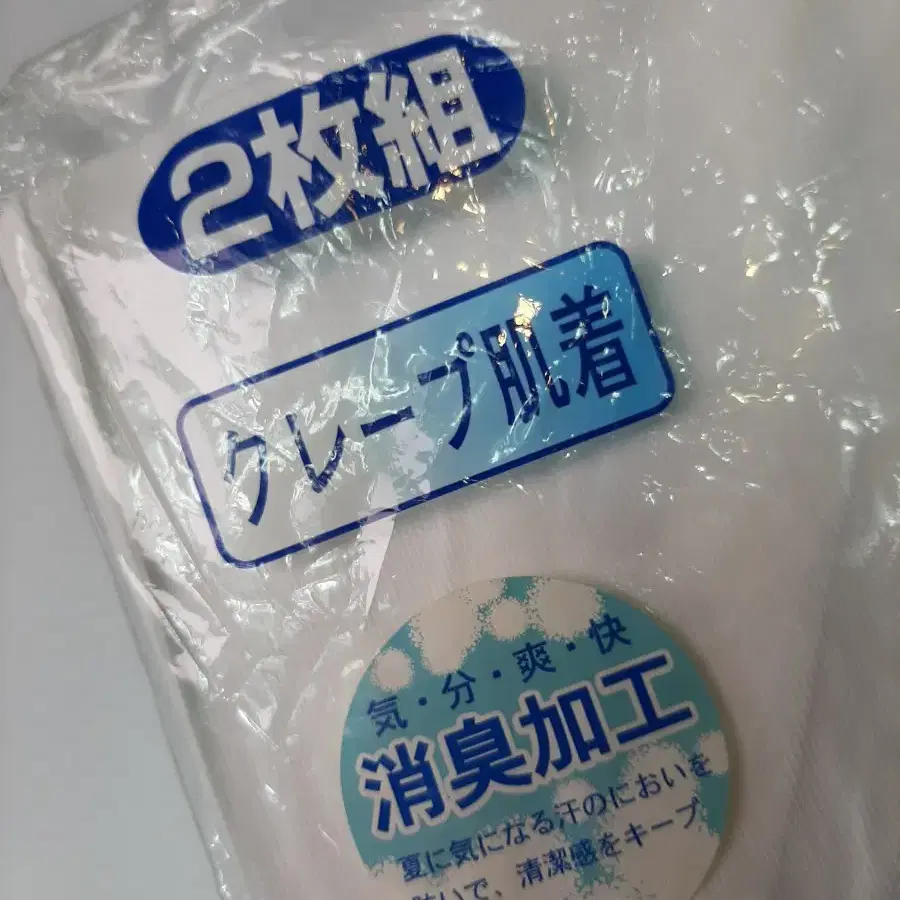 2枚組
クレープ肌着
気・分・爽・快
消臭加工
夏に気になる汗のにおいを
防いで、清潔感をキープ